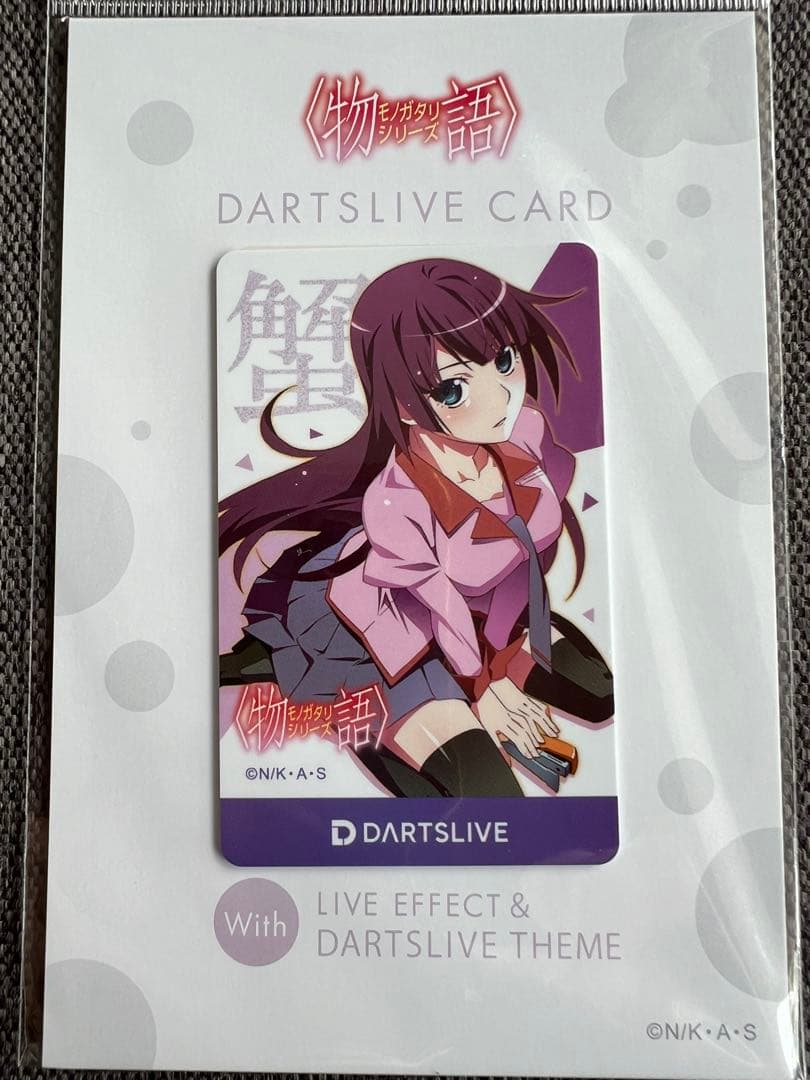 〈物語〉
モノガタリ
シリーズ
DARTSLIVE CARD
蟹
〈物語〉
モノガタリ
シリーズ
©N/K・A・S
DARTSLIVE
With
LIVE EFFECT &
DARTSLIVE THEME
©N/K・A・S